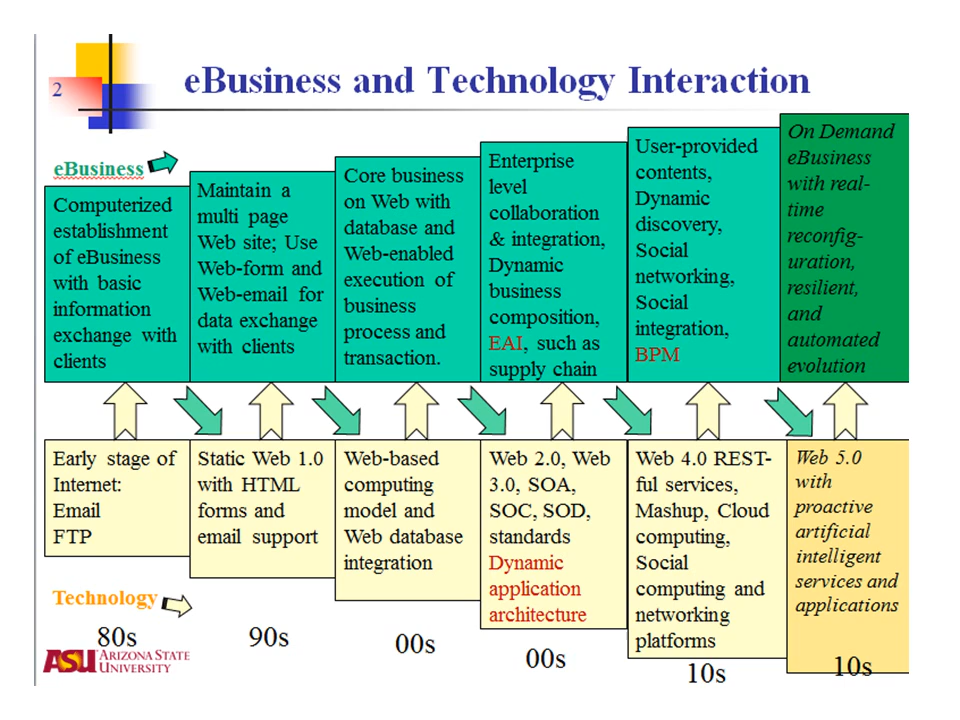 2
eBusiness and Technology Interaction
eBusiness
Computerized
establishment
of eBusiness
with basic
information
exchange with
clients
Maintain a
multi page
Web site; Use
Web-form and
Web-email for
data exchange
with clients
Core business
on Web with
database and
Web-enabled
execution of
business
process and
transaction.
Enterprise
level
collaboration
& integration,
Dynamic
business
composition,
EAI, such as
supply chain
User-provided
contents,
Dynamic
discovery,
Social
networking,
Social
integration,
BPM
On Demand
eBusiness
with real-
time
reconfig-
uration,
resilient,
and
automated
evolution
Early stage of
Internet:
Email
FTP
Static Web 1.0
with HTML
forms and
email support
Web-based
computing
model and
Web database
integration
Web 2.0, Web
3.0, SOA,
SOC, SOD,
standards
Dynamic
application
architecture
Web 4.0 REST-
ful services,
Mashup, Cloud
computing,
Social
computing and
networking
platforms
Web 5.0
with
proactive
artificial
intelligent
services and
applications
Technology
80s
90s
00s
00s
10s
10s
ASU ARIZONA STATE
UNIVERSITY